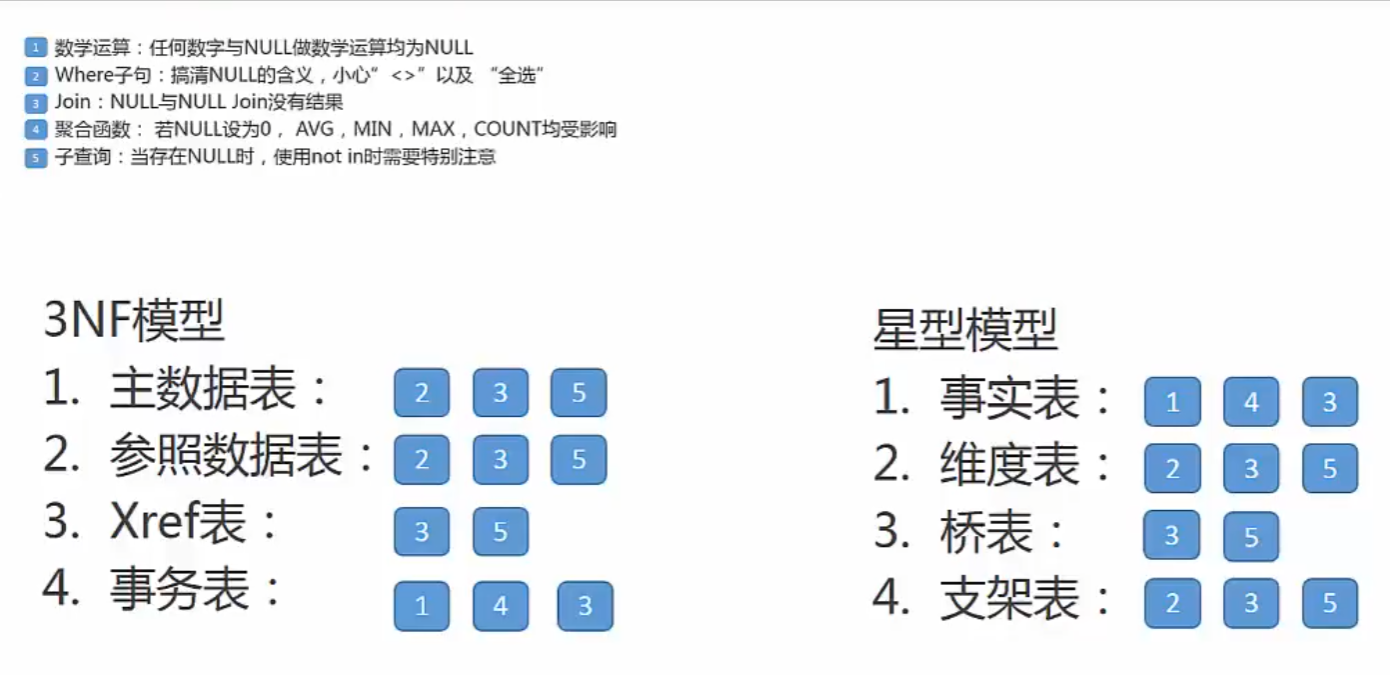 1 数学运算：任何数字与NULL做数学运算均为NULL
2 Where子句：搞清NULL的含义，小心”<>”以及 “全选”
3 Join：NULL与NULL Join没有结果
4 聚合函数： 若NULL设为0， AVG，MIN，MAX，COUNT均受影响
5 子查询：当存在NULL时，使用not in时需要特别注意
3NF模型
1. 主数据表： 2 3 5
2. 参照数据表： 2 3 5
3. Xref表： 3 5
4. 事务表： 1 4 3
星型模型
1. 事实表： 1 4 3
2. 维度表： 2 3 5
3. 桥表： 3 5
4. 支架表： 2 3 5